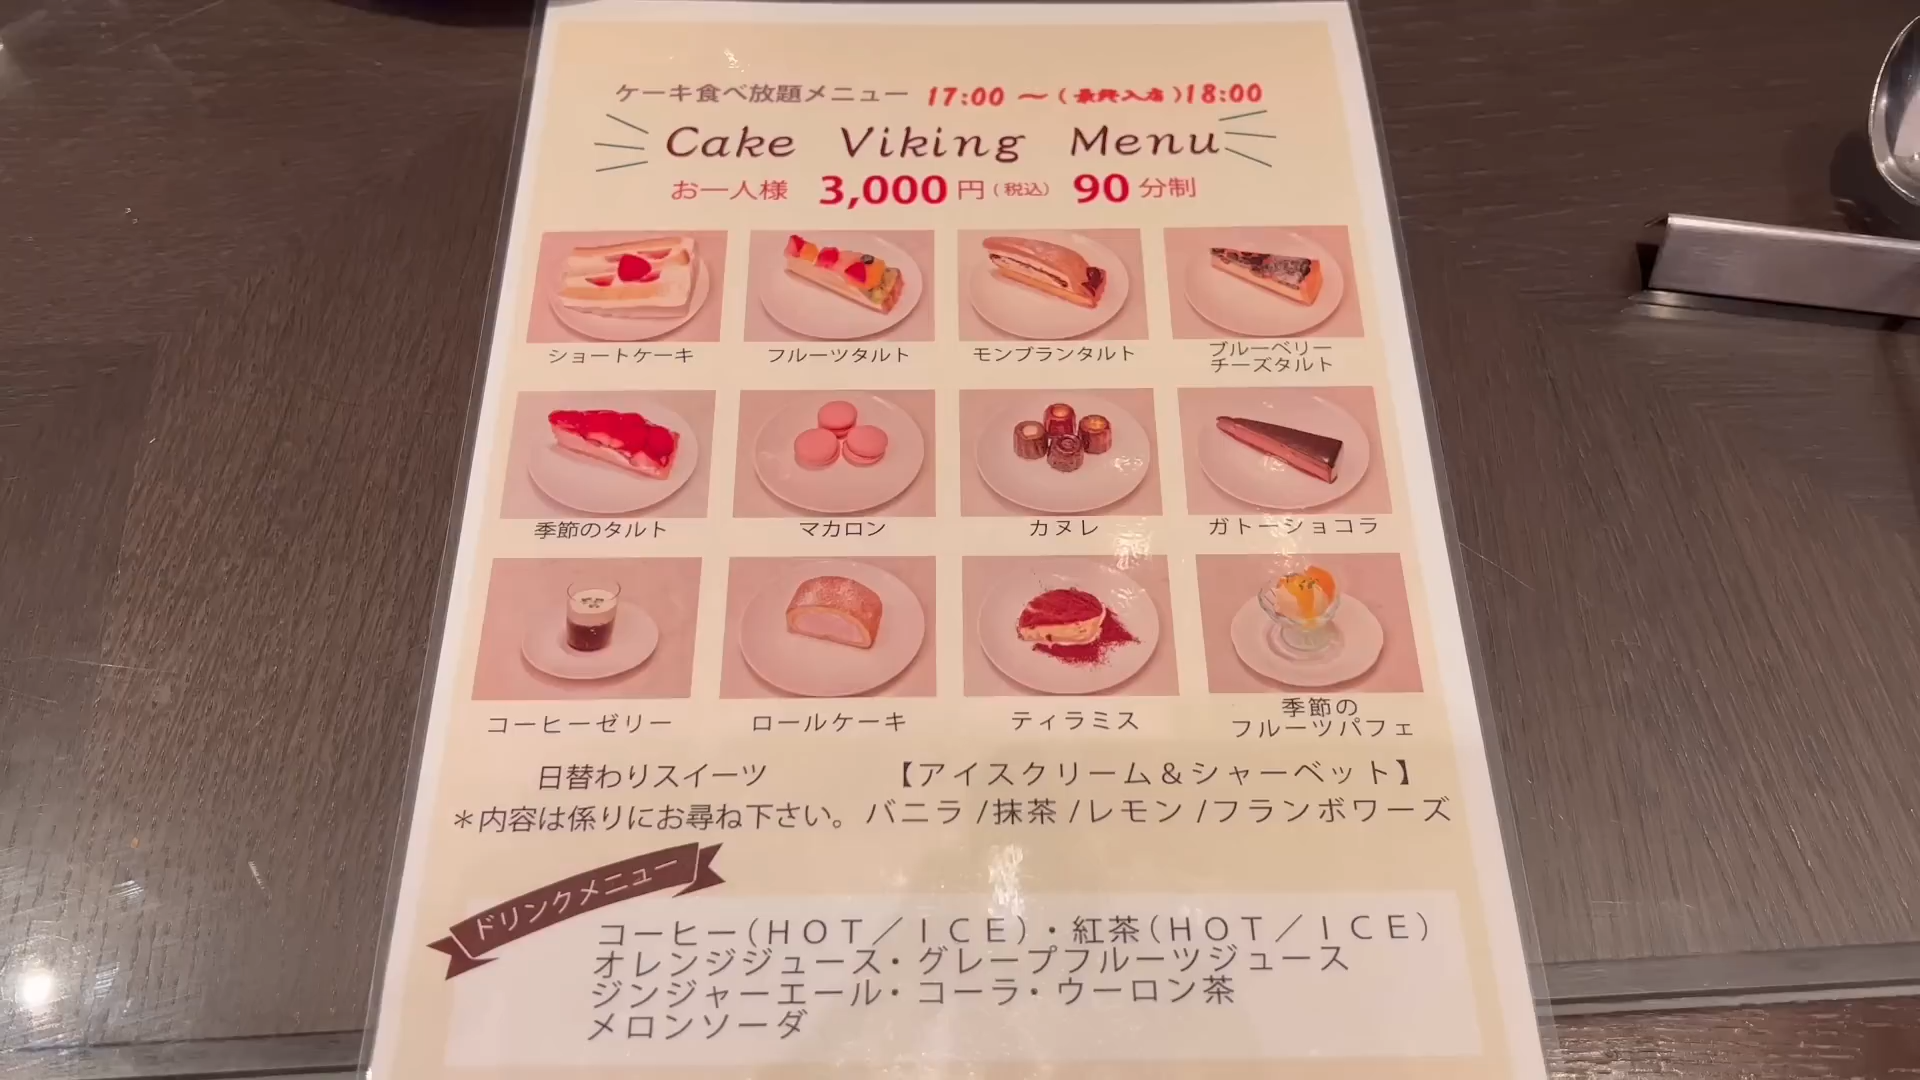 ケーキ食べ放題メニュー 17:00 ～(最終入店)18:00
Cake Viking Menu
お一人様 3,000円(税込) 90分制
ショートケーキ フルーツタルト モンブランタルト ブルーベリー
チーズタルト
季節のタルト マカロン カヌレ ガトーショコラ
コーヒーゼリー ロールケーキ ティラミス 季節の
フルーツパフェ
日替わりスイーツ 【アイスクリーム＆シャーベット】
＊内容は係りにお尋ね下さい。 バニラ/抹茶/レモン/フランボワーズ
ドリンクメニュー
コーヒー(HOT／ICE)・紅茶(HOT／ICE)
オレンジジュース・グレープフルーツジュース
ジンジャーエール・コーラ・ウーロン茶
メロンソーダ